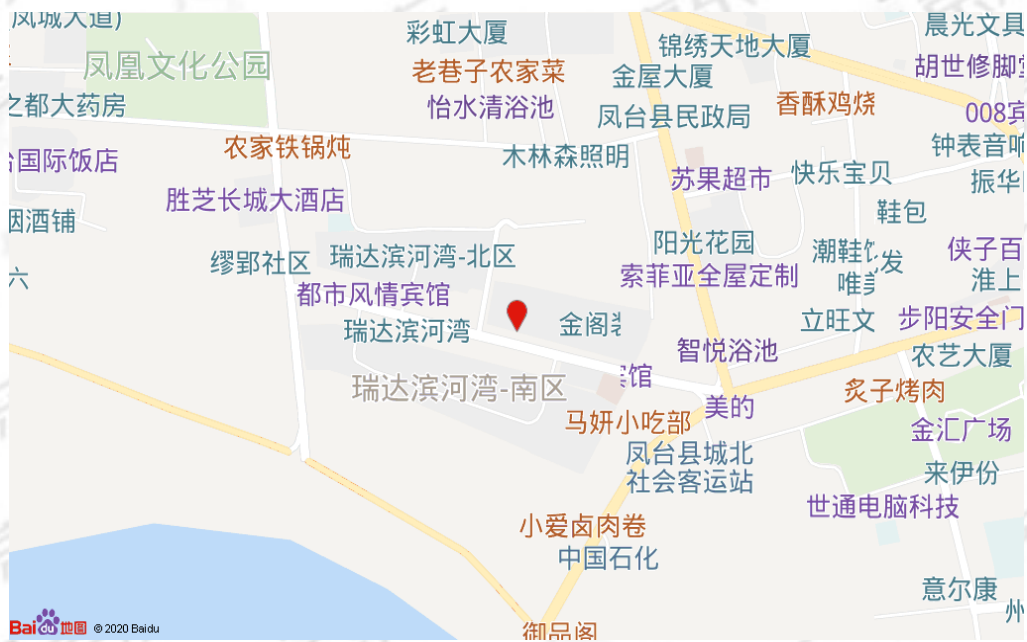 凤城大道)
彩虹大厦
晨光文具
锦绣天地大厦
凤凰文化公园
老巷子农家菜
金屋大厦
胡世修脚堂
之都大药房
怡水清浴池
凤台县民政局
香酥鸡烧
008宾
农家铁锅炖
木林森照明
钟表音响
台国际饭店
苏果超市
快乐宝贝
振华
胜芝长城大酒店
鞋包
烟酒铺
阳光花园
潮鞋饣
发
侠子百
缪郢社区
瑞达滨河湾-北区
索菲亚全屋定制
唯美
淮上
六
都市风情宾馆
瑞达滨河湾
金阁装
立旺文
步阳安全门
智悦浴池
农艺大厦
瑞达滨河湾-南区
宾馆
炙子烤肉
美的
马妍小吃部
金汇广场
凤台县城北
社会客运站
来伊份
世通电脑科技
小爱卤肉卷
中国石化
意尔康
州
御品阁
Bai du 地图 © 2020 Baidu